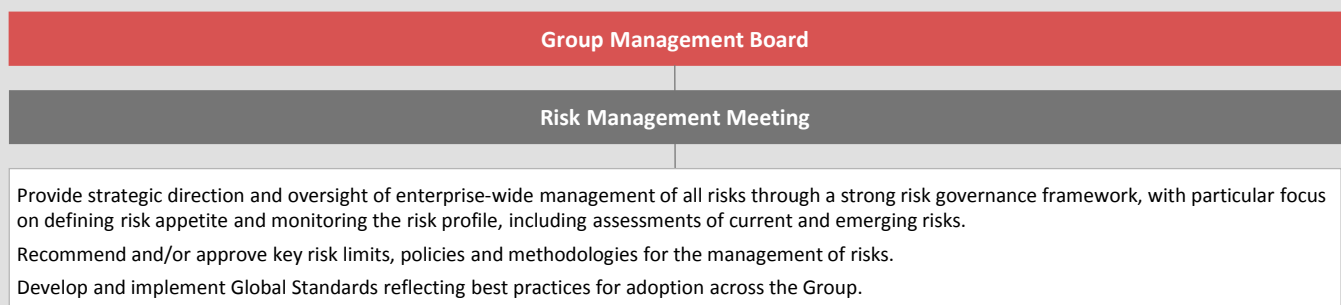 Group Management Board
Risk Management Meeting
Provide strategic direction and oversight of enterprise-wide management of all risks through a strong risk governance framework, with particular focus
on defining risk appetite and monitoring the risk profile, including assessments of current and emerging risks.
Recommend and/or approve key risk limits, policies and methodologies for the management of risks.
Develop and implement Global Standards reflecting best practices for adoption across the Group.